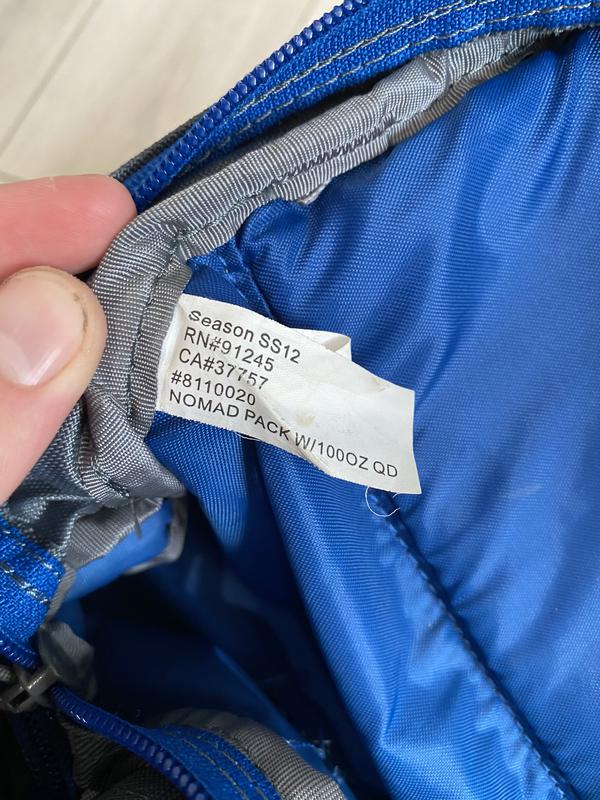 Season SS12
RN#91245
CA#37757
#8110020
NOMAD PACK W/100OZ QD